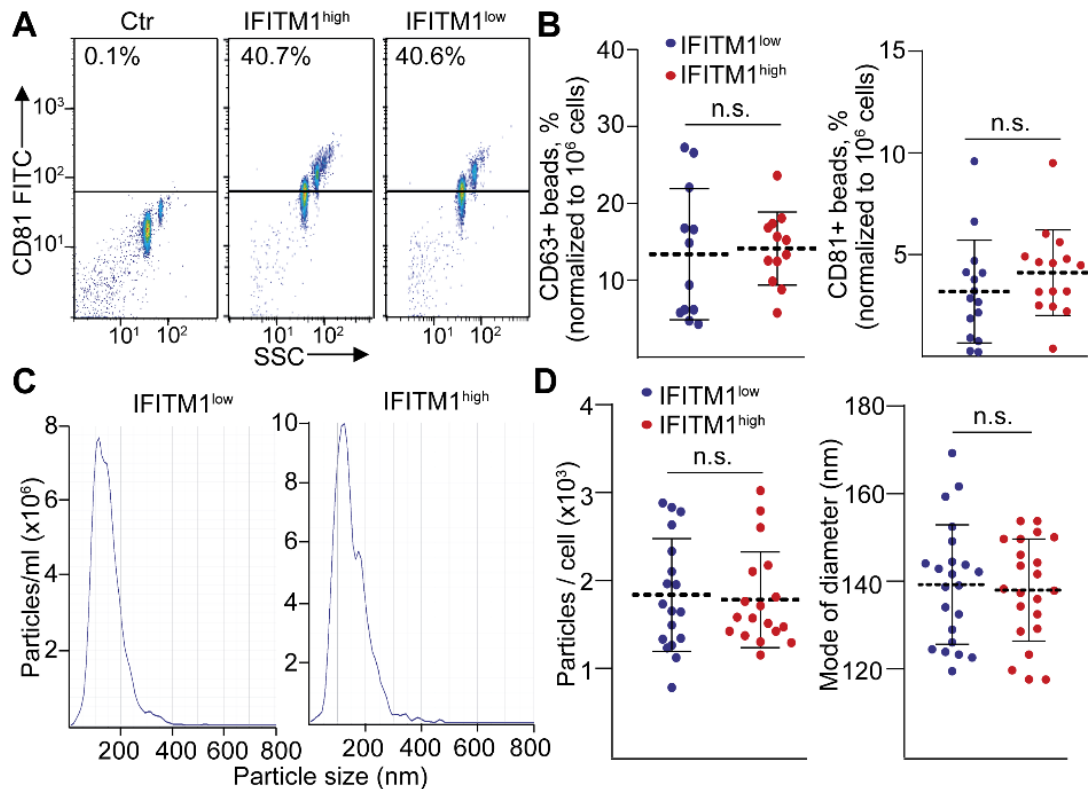 A
Ctr
IFITM1high
IFITM1low
0.1%
40.7%
40.6%
CD81 FITC
10³
10²
10¹
10¹ 10²
10¹ 10²
10¹ 10²
SSC
B
IFITM1low
IFITM1high
CD63+ beads, %
(normalized to 10⁶ cells)
40
30
20
10
n.s.
CD81+ beads, %
(normalized to 10⁶ cells)
15
10
5
n.s.
C
IFITM1low
IFITM1high
Particles/ml (x10⁶)
8
6
4
2
200 400 600 800
10
8
6
4
2
200 400 600 800
Particle size (nm)
D
IFITM1low
IFITM1high
Particles / cell (x10³)
4
3
2
1
n.s.
Mode of diameter (nm)
180
160
140
120
n.s.